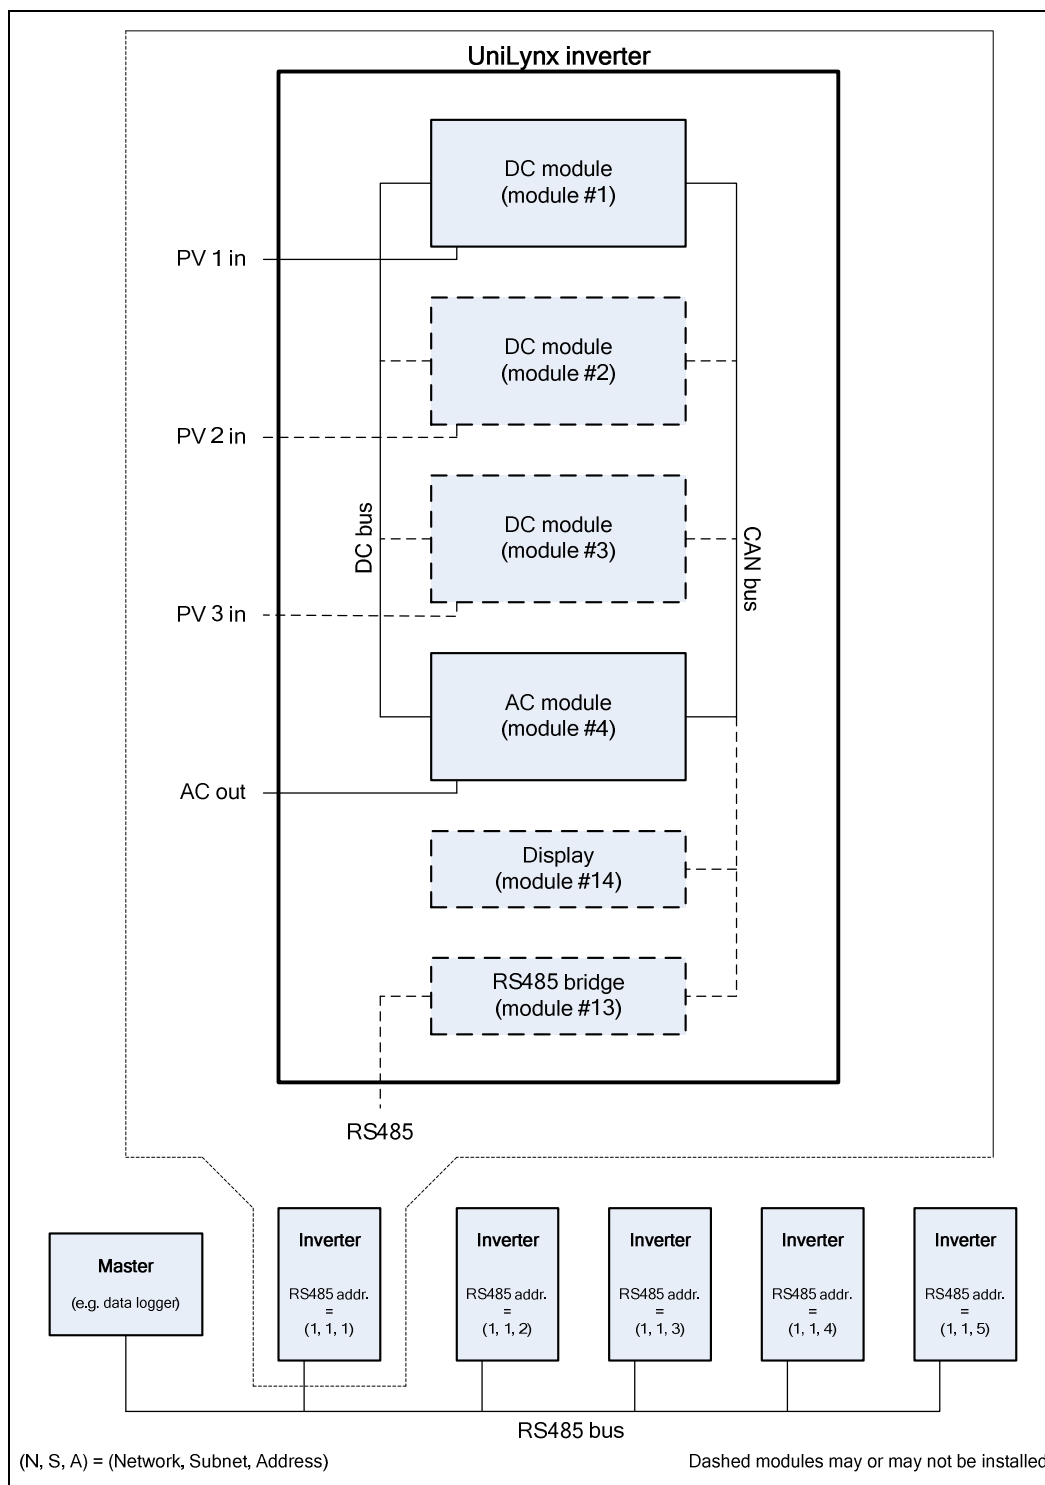 UniLynx inverter
DC module
(module #1)
PV 1 in
DC module
(module #2)
PV 2 in
DC bus
DC module
(module #3)
CAN bus
PV 3 in
AC module
(module #4)
AC out
Display
(module #14)
RS485 bridge
(module #13)
RS485
Master
(e.g. data logger)
Inverter
RS485 addr.
=
(1, 1, 1)
Inverter
RS485 addr.
=
(1, 1, 2)
Inverter
RS485 addr.
=
(1, 1, 3)
Inverter
RS485 addr.
=
(1, 1, 4)
Inverter
RS485 addr.
=
(1, 1, 5)
RS485 bus
(N, S, A) = (Network, Subnet, Address)
Dashed modules may or may not be installed